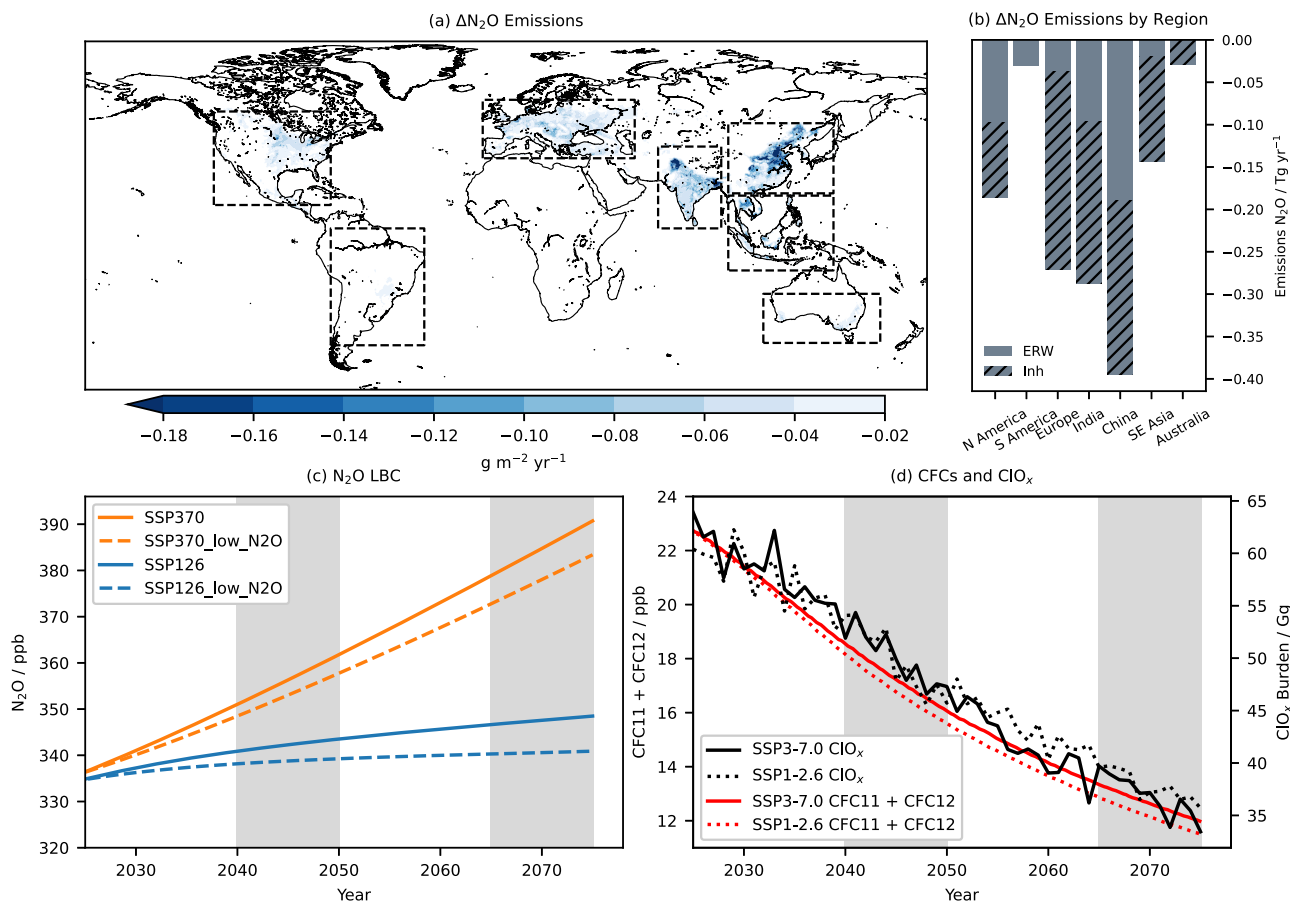 (a) ΔN₂O Emissions
−0.18 −0.16 −0.14 −0.12 −0.10 −0.08 −0.06 −0.04 −0.02
g m⁻² yr⁻¹
(b) ΔN₂O Emissions by Region
0.00
−0.05
−0.10
−0.15
−0.20
−0.25
−0.30
−0.35
−0.40
Emissions N₂O / Tg yr⁻¹
ERW
Inh
N America
S America
Europe
India
China
SE Asia
Australia
(c) N₂O LBC
N₂O / ppb
390
380
370
360
350
340
330
320
SSP370
SSP370_low_N2O
SSP126
SSP126_low_N2O
2030 2040 2050 2060 2070
Year
(d) CFCs and ClOₓ
CFC11 + CFC12 / ppb
24
22
20
18
16
14
12
65
60
55
50
45
40
35
ClOₓ Burden / Gg
SSP3-7.0 ClOₓ
SSP1-2.6 ClOₓ
SSP3-7.0 CFC11 + CFC12
SSP1-2.6 CFC11 + CFC12
2030 2040 2050 2060 2070
Year